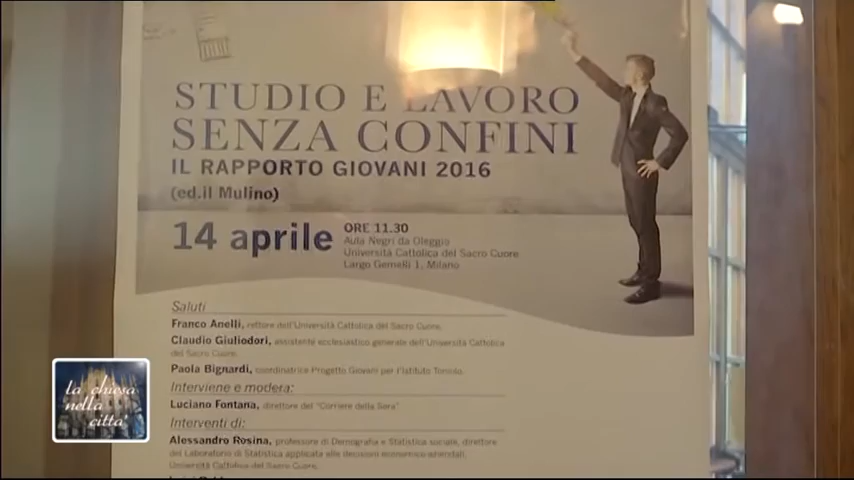 STUDIO E LAVORO
SENZA CONFINI
IL RAPPORTO GIOVANI 2016
(ed.il Mulino)
14 aprile
ORE 11.30
Aula Negri da Oleggio
Università Cattolica del Sacro Cuore
Largo Gemelli 1, Milano
Saluti
Franco Anelli, rettore dell'Università Cattolica del Sacro Cuore.
Claudio Giuliodori, assistente ecclesiastico generale dell'Università Cattolica
del Sacro Cuore.
Paola Bignardi, coordinatrice Progetto Giovani per l'Istituto Toniolo.
Interviene e modera:
Luciano Fontana, direttore del "Corriere della Sera"
Interventi di:
Alessandro Rosina, professore di Demografia e Statistica sociale, direttore
del Laboratorio di Statistica applicata alle decisioni economico aziendali,
Università Cattolica del Sacro Cuore.
la chiesa
nella
citta'